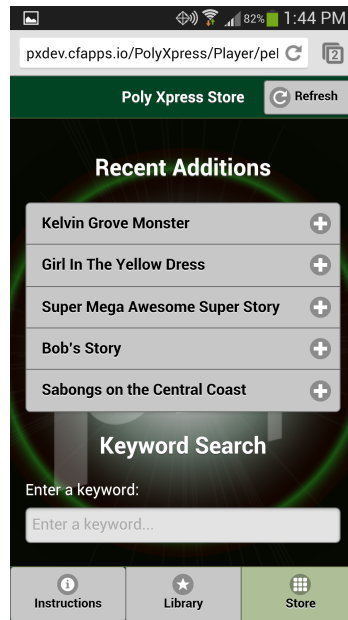 82% 1:44 PM
pxdev.cfapps.io/PolyXpress/Player/pel 2
Poly Xpress Store Refresh
Recent Additions
Kelvin Grove Monster
Girl In The Yellow Dress
Super Mega Awesome Super Story
Bob's Story
Sabongs on the Central Coast
Keyword Search
Enter a keyword:
Enter a keyword...
Instructions Library Store